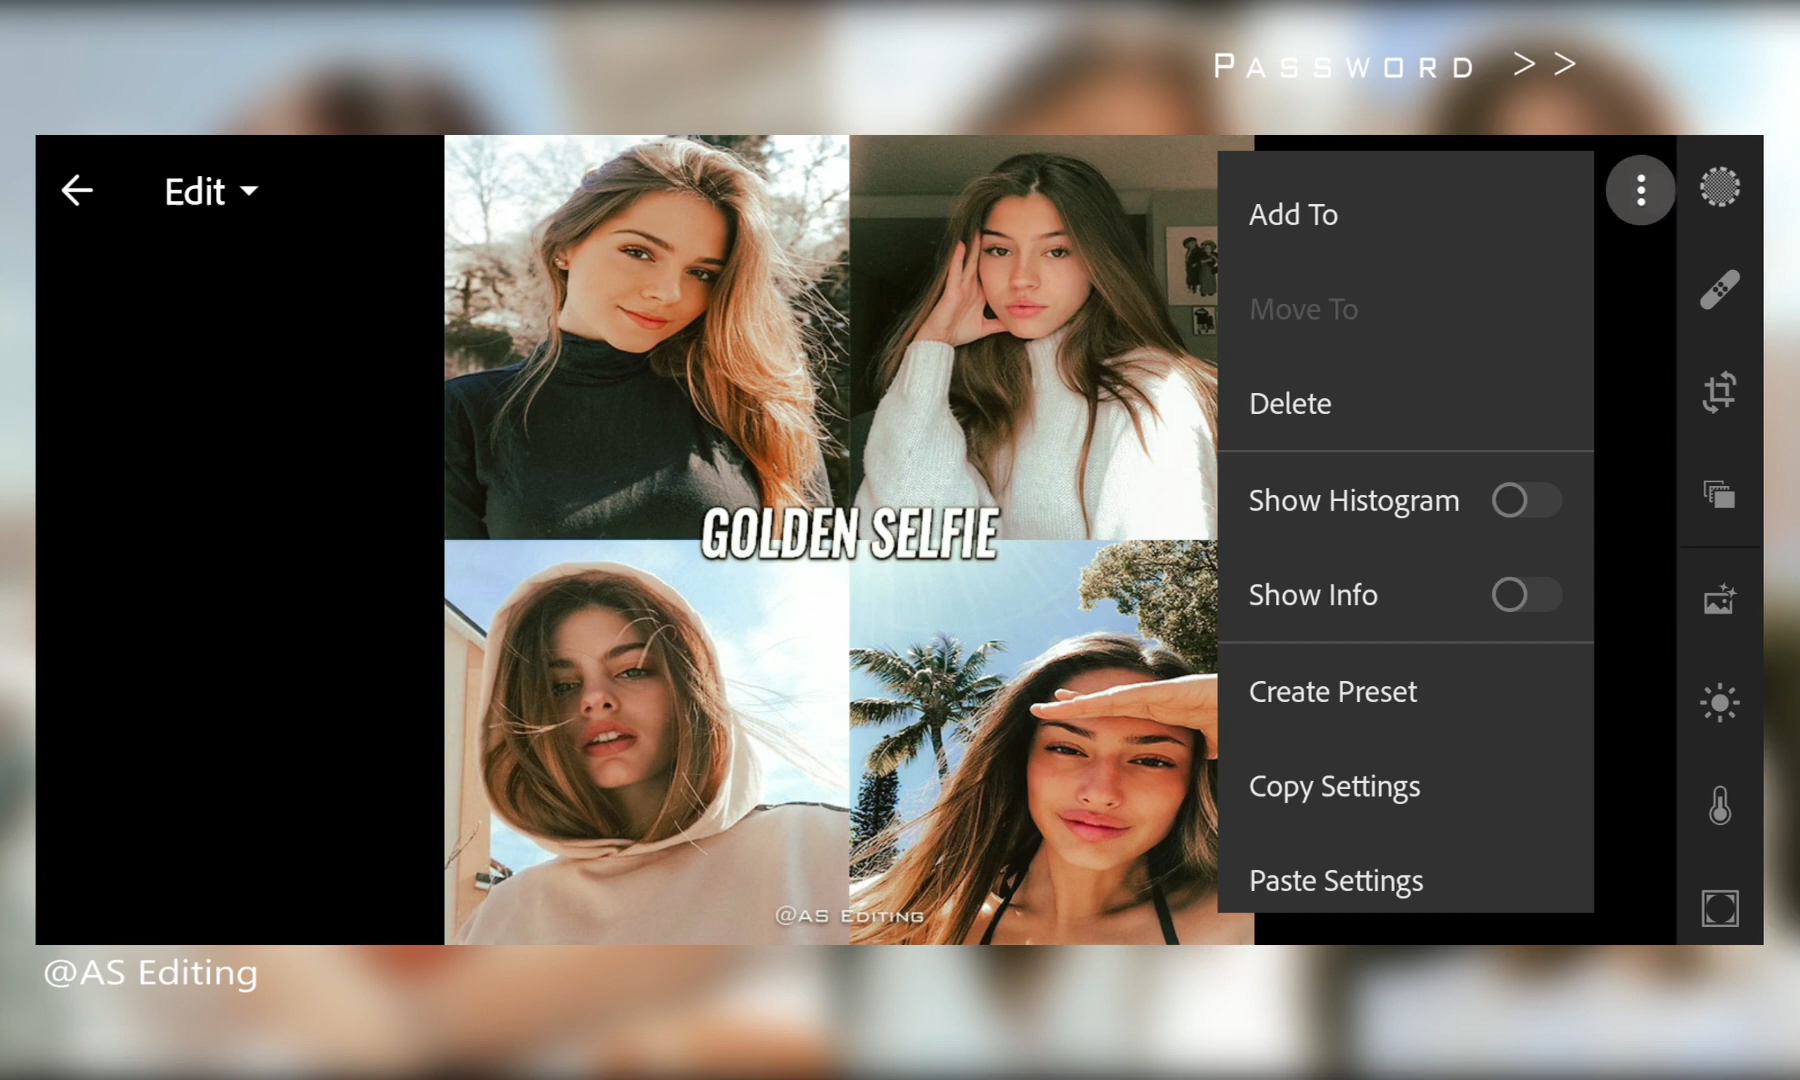 PASSWORD >>
Edit
Add To
Move To
Delete
Show Histogram
Show Info
Create Preset
Copy Settings
Paste Settings
GOLDEN SELFIE
@AS EDITING
@AS Editing